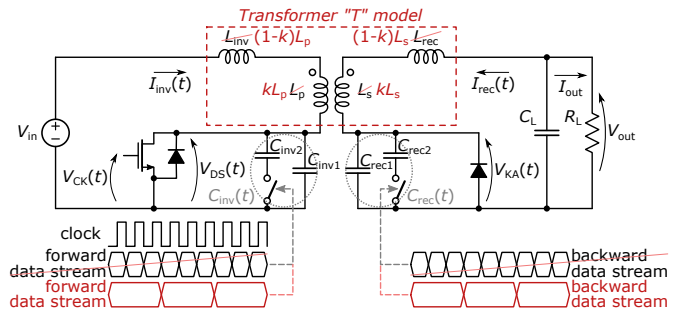 Transformer "T" model
L_inv (1-k)L_p (1-k)L_s L_rec
I_inv(t) I_rec(t) I_out
kL_p L_p L_s kL_s
V_in C_L R_L V_out
V_CK(t) V_DS(t) C_inv2 C_inv1 C_rec1 C_rec2 V_KA(t)
C_inv(t) C_rec(t)
clock
forward
data stream
backward
data stream
forward
data stream
backward
data stream